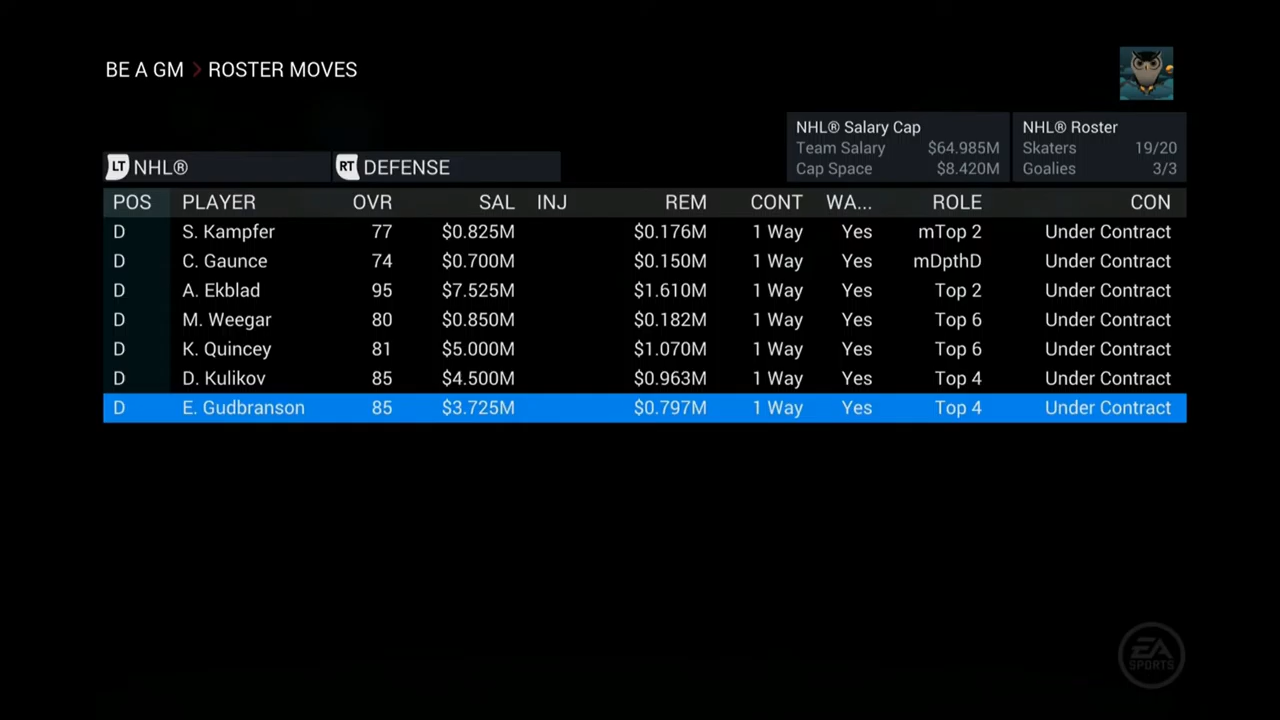 BE A GM > ROSTER MOVES
NHL® Salary Cap
Team Salary $64.985M
Cap Space $8.420M
NHL® Roster
Skaters 19/20
Goalies 3/3
LT NHL® RT DEFENSE
POS PLAYER OVR SAL INJ REM CONT WA... ROLE CON
D S. Kampfer 77 $0.825M $0.176M 1 Way Yes mTop 2 Under Contract
D C. Gaunce 74 $0.700M $0.150M 1 Way Yes mDpthD Under Contract
D A. Ekblad 95 $7.525M $1.610M 1 Way Yes Top 2 Under Contract
D M. Weegar 80 $0.850M $0.182M 1 Way Yes Top 6 Under Contract
D K. Quincey 81 $5.000M $1.070M 1 Way Yes Top 6 Under Contract
D D. Kulikov 85 $4.500M $0.963M 1 Way Yes Top 4 Under Contract
D E. Gudbranson 85 $3.725M $0.797M 1 Way Yes Top 4 Under Contract
EA
SPORTS